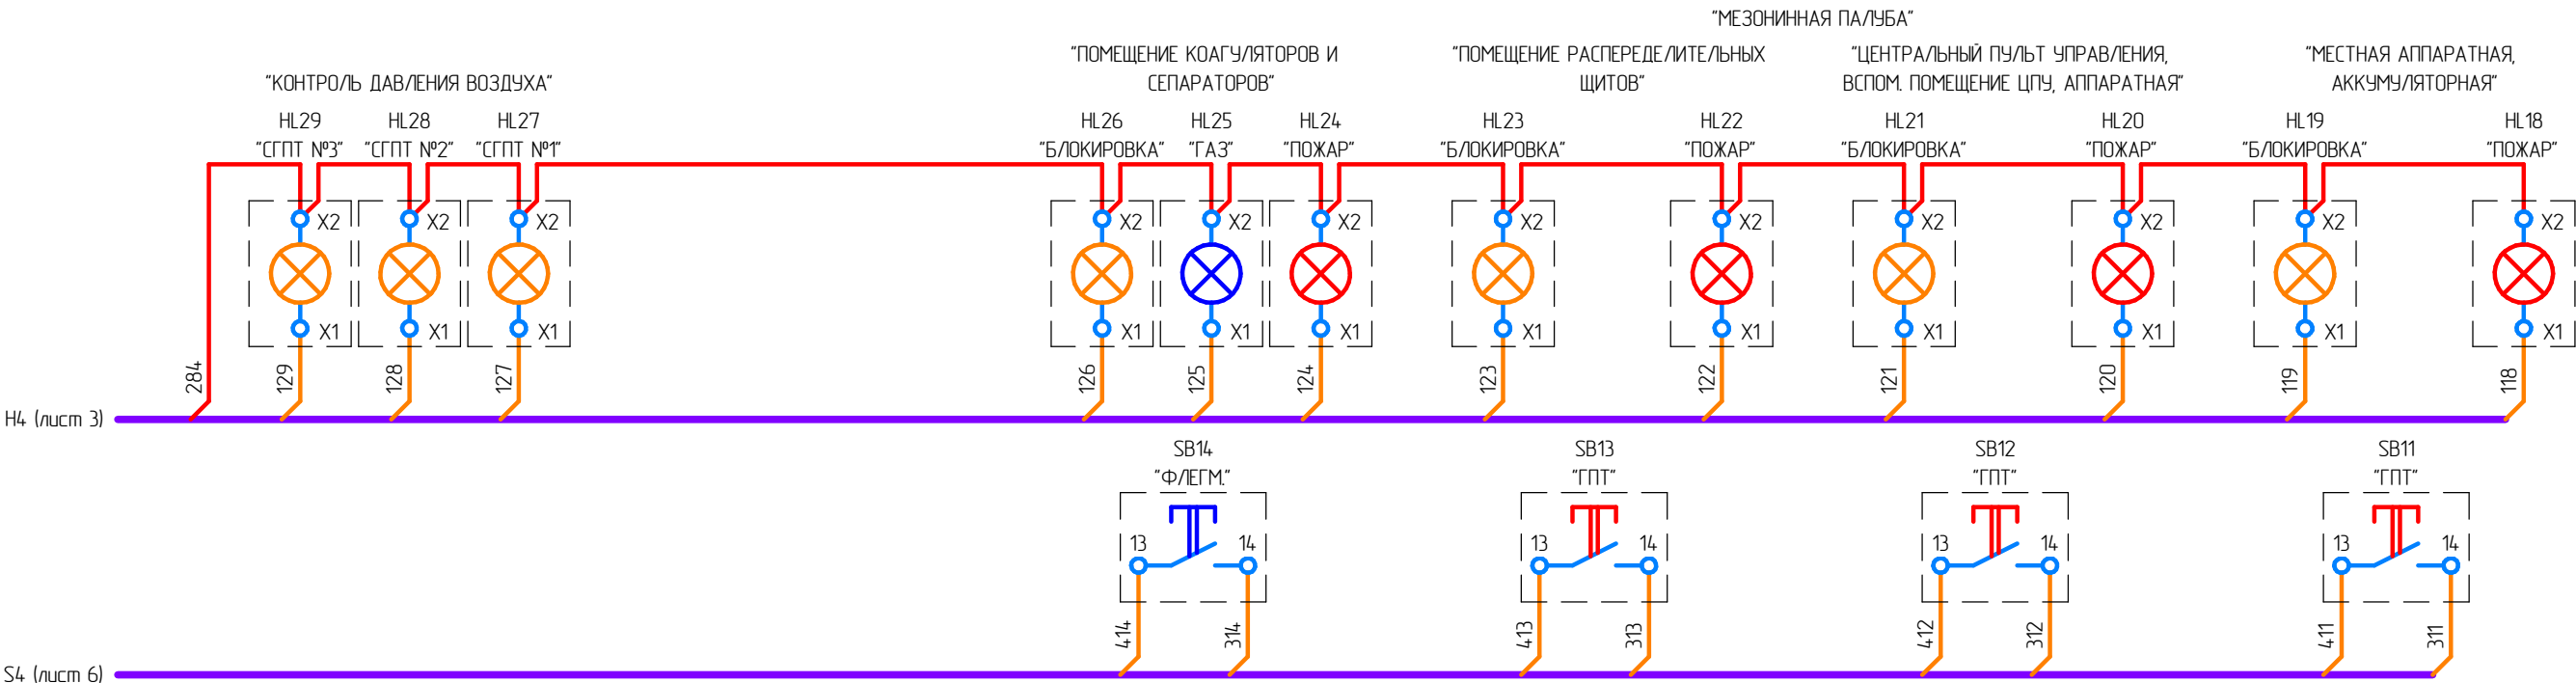 "МЕЗОНИННАЯ ПАЛУБА"
"КОНТРОЛЬ ДАВЛЕНИЯ ВОЗДУХА"
"ПОМЕЩЕНИЕ КОАГУЛЯТОРОВ И
СЕПАРАТОРОВ"
"ПОМЕЩЕНИЕ РАСПЕРЕДЕЛИТЕЛЬНЫХ
ЩИТОВ"
"ЦЕНТРАЛЬНЫЙ ПУЛЬТ УПРАВЛЕНИЯ,
ВСПОМ. ПОМЕЩЕНИЕ ЦПУ, АППАРАТНАЯ"
"МЕСТНАЯ АППАРАТНАЯ,
АККУМУЛЯТОРНАЯ"
HL29 HL28 HL27 HL26 HL25 HL24 HL23 HL22 HL21 HL20 HL19 HL18
"СГПТ №3" "СГПТ №2" "СГПТ №1" "БЛОКИРОВКА" "ГАЗ" "ПОЖАР" "БЛОКИРОВКА" "ПОЖАР" "БЛОКИРОВКА" "ПОЖАР" "БЛОКИРОВКА" "ПОЖАР"
X2 X2 X2 X2 X2 X2 X2 X2 X2 X2 X2 X2
X1 X1 X1 X1 X1 X1 X1 X1 X1 X1 X1 X1
284 129 128 127 126 125 124 123 122 121 120 119 118
H4 (лист 3)
SB14 SB13 SB12 SB11
"ФЛЕГМ." "ГПТ" "ГПТ" "ГПТ"
13 14 13 14 13 14 13 14
414 314 413 313 412 312 411 311
S4 (лист 6)